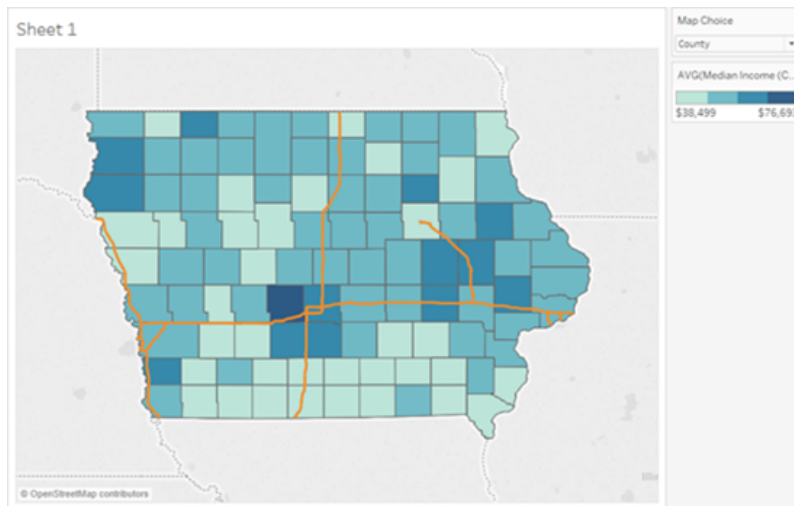 Sheet 1
Map Choice
County
AVG(Median Income (C...
$38,499
$76,69
© OpenStreetMap contributors